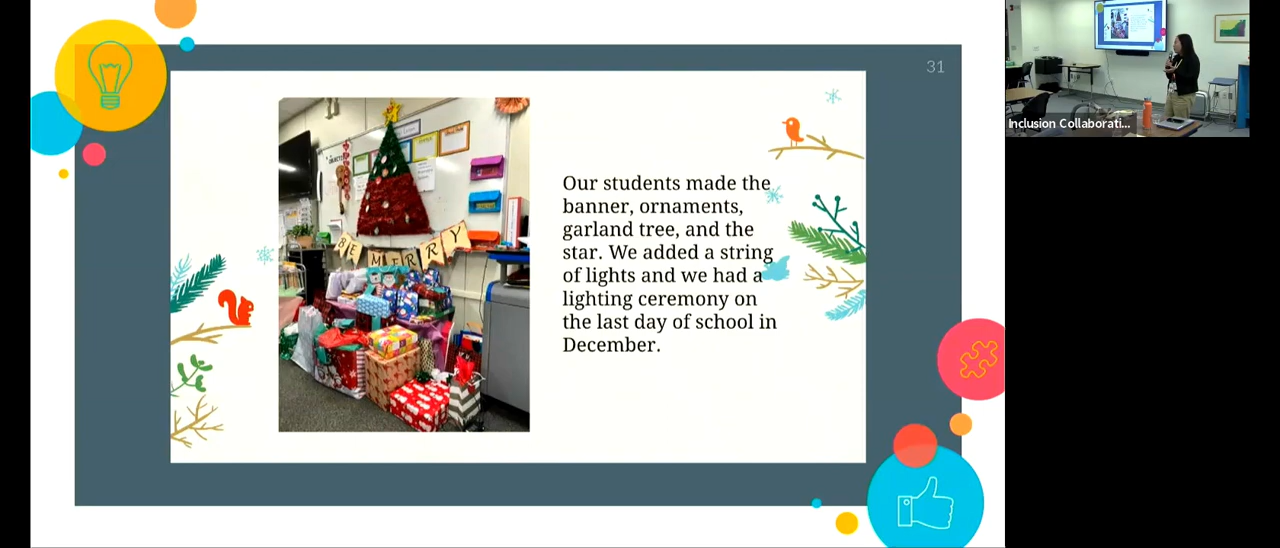 31
Our students made the
banner, ornaments,
garland tree, and the
star. We added a string
of lights and we had a
lighting ceremony on
the last day of school in
December.
BE MERRY
Inclusion Collaborati...